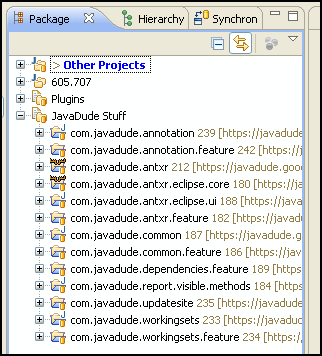 Package Hierarchy Synchron
> Other Projects
605.707
Plugins
JavaDude Stuff
com.javadude.annotation 239 [https://javadude
com.javadude.annotation.feature 242 [https://
com.javadude.antxr 212 [https://javadude.goo
com.javadude.antxr.eclipse.core 180 [https://j
com.javadude.antxr.eclipse.ui 188 [https://jav
com.javadude.antxr.feature 182 [https://javad
com.javadude.common 187 [https://javadude.g
com.javadude.common.feature 186 [https://jav
com.javadude.dependencies.feature 189 [http
com.javadude.report.visible.methods 184 [http
com.javadude.updatesite 235 [https://javadud
com.javadude.workingsets 233 [https://javadu
com.javadude.workingsets.feature 234 [https:/